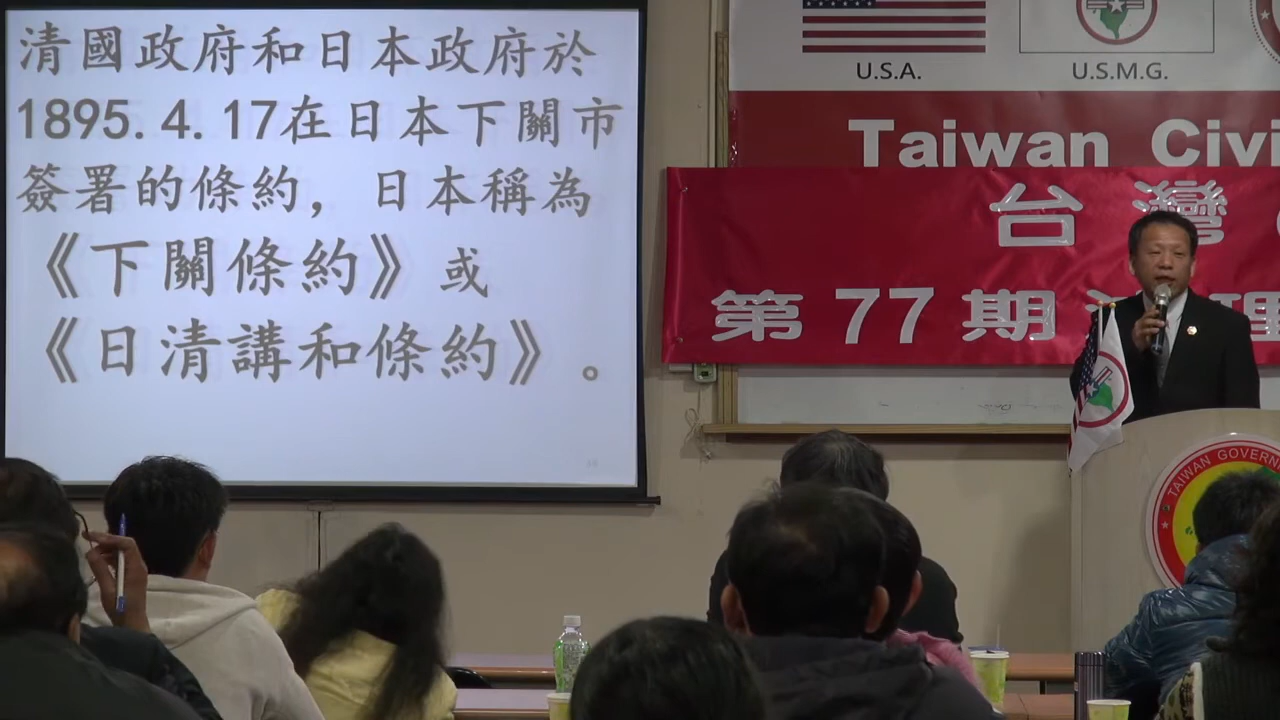 清國政府和日本政府於
1895.4.17在日本下關市
簽署的條約，日本稱為
《下關條約》或
《日清講和條約》。
U.S.A.
U.S.M.G.
Taiwan Civi
台灣
第77期
TAIWAN GOVERN